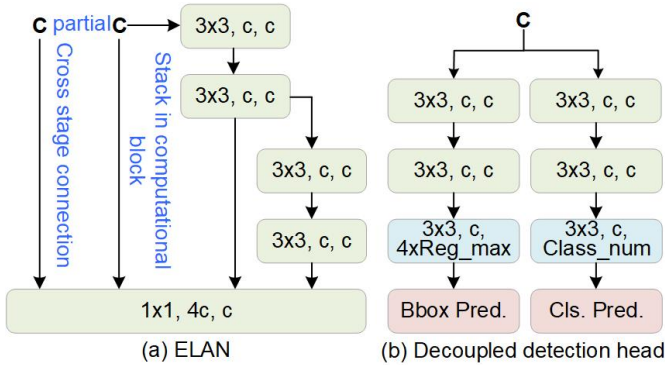 C partial C
Cross stage connection
Stack in computational
block
3x3, c, c
3x3, c, c
3x3, c, c
3x3, c, c
1x1, 4c, c
(a) ELAN
C
3x3, c, c
3x3, c, c
3x3, c, c
3x3, c, c
3x3, c,
4xReg_max
3x3, c,
Class_num
Bbox Pred.
Cls. Pred.
(b) Decoupled detection head